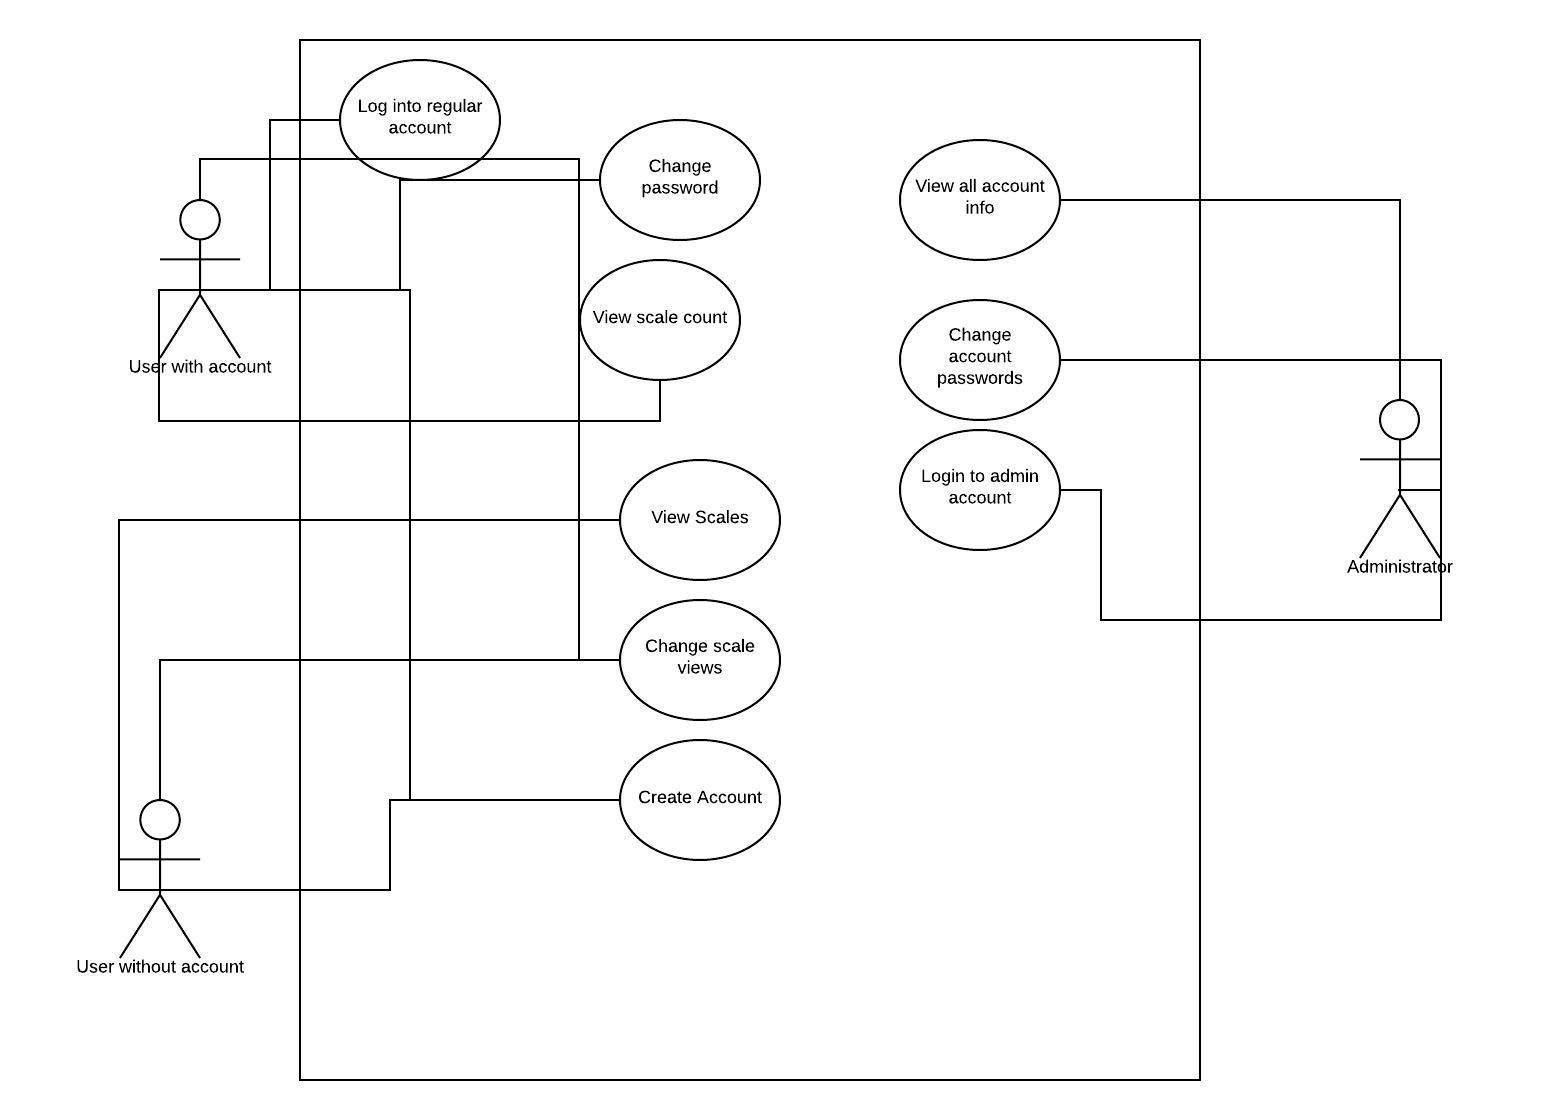 Log into regular
account
Change
password
View all account
info
View scale count
User with account
Change
account
passwords
Login to admin
account
View Scales
Administrator
Change scale
views
Create Account
User without account